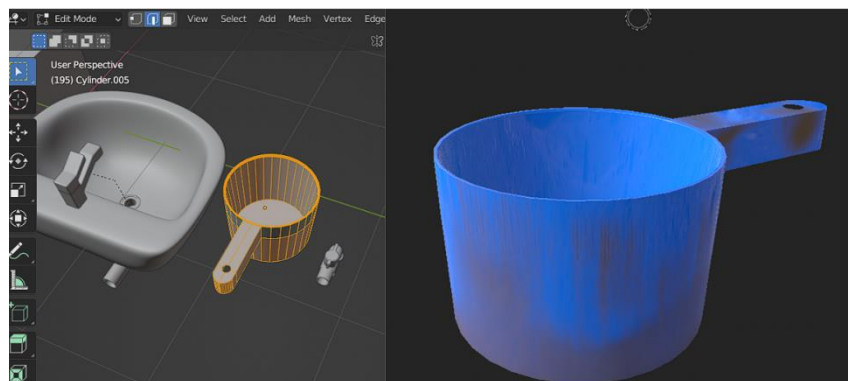 Edit Mode View Select Add Mesh Vertex Edge
User Perspective
(195) Cylinder.005